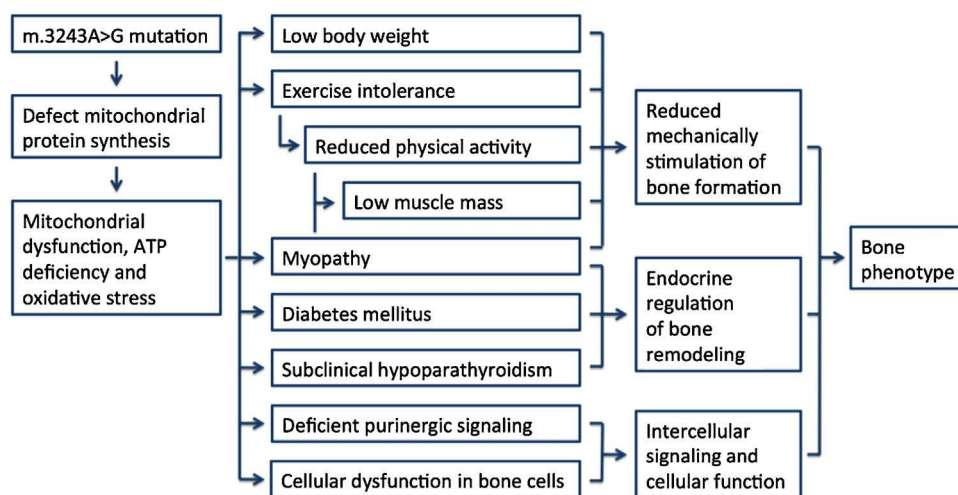 m.3243A>G mutation
Defect mitochondrial
protein synthesis
Mitochondrial
dysfunction, ATP
deficiency and
oxidative stress
Low body weight
Exercise intolerance
Reduced physical activity
Low muscle mass
Myopathy
Diabetes mellitus
Subclinical hypoparathyroidism
Deficient purinergic signaling
Cellular dysfunction in bone cells
Reduced
mechanically
stimulation of
bone formation
Endocrine
regulation
of bone
remodeling
Intercellular
signaling and
cellular function
Bone
phenotype